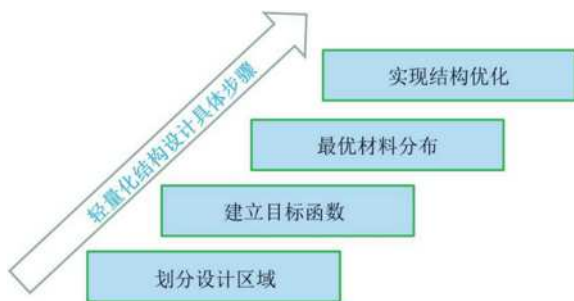 实现结构优化
最优材料分布
建立目标函数
划分设计区域
轻量化结构设计具体步骤